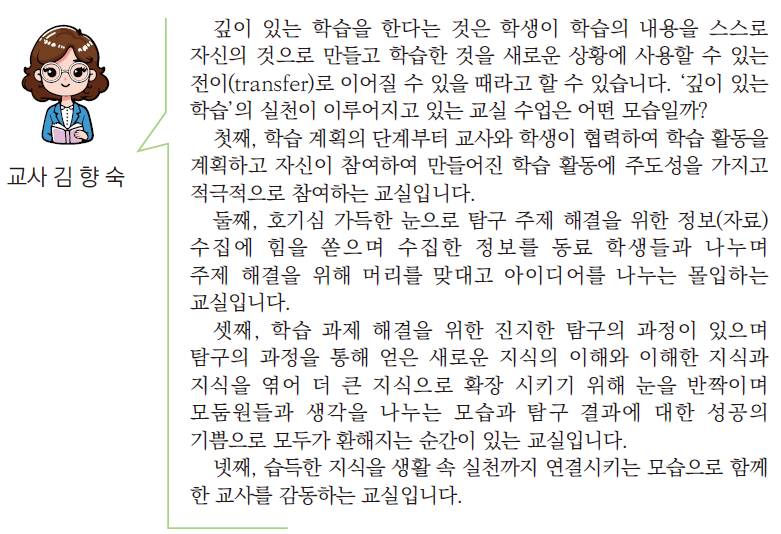 깊이 있는 학습을 한다는 것은 학생이 학습의 내용을 스스로
자신의 것으로 만들고 학습한 것을 새로운 상황에 사용할 수 있는
전이(transfer)로 이어질 수 있을 때라고 할 수 있습니다. ‘깊이 있는
학습’의 실천이 이루어지고 있는 교실 수업은 어떤 모습일까?
첫째, 학습 계획의 단계부터 교사와 학생이 협력하여 학습 활동을
계획하고 자신이 참여하여 만들어진 학습 활동에 주도성을 가지고
적극적으로 참여하는 교실입니다.
둘째, 호기심 가득한 눈으로 탐구 주제 해결을 위한 정보(자료)
수집에 힘을 쏟으며 수집한 정보를 동료 학생들과 나누며
주제 해결을 위해 머리를 맞대고 아이디어를 나누는 몰입하는
교실입니다.
셋째, 학습 과제 해결을 위한 진지한 탐구의 과정이 있으며
탐구의 과정을 통해 얻은 새로운 지식의 이해와 이해한 지식과
지식을 엮어 더 큰 지식으로 확장 시키기 위해 눈을 반짝이며
모둠원들과 생각을 나누는 모습과 탐구 결과에 대한 성공의
기쁨으로 모두가 환해지는 순간이 있는 교실입니다.
넷째, 습득한 지식을 생활 속 실천까지 연결시키는 모습으로 함께
한 교사를 감동하는 교실입니다.
교사 김 향 숙